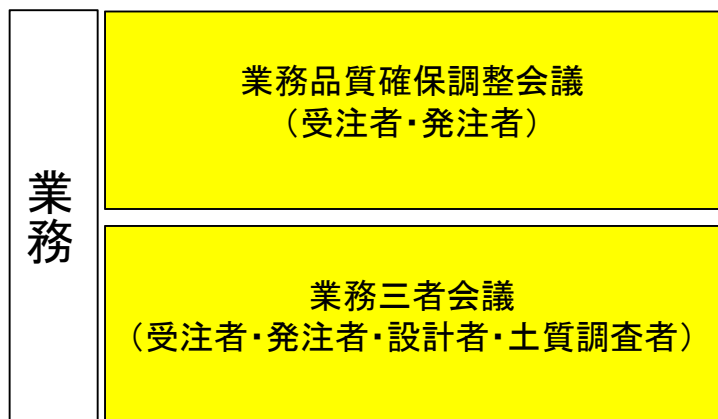 業務
業務品質確保調整会議
（受注者・発注者）
業務三者会議
（受注者・発注者・設計者・土質調査者）